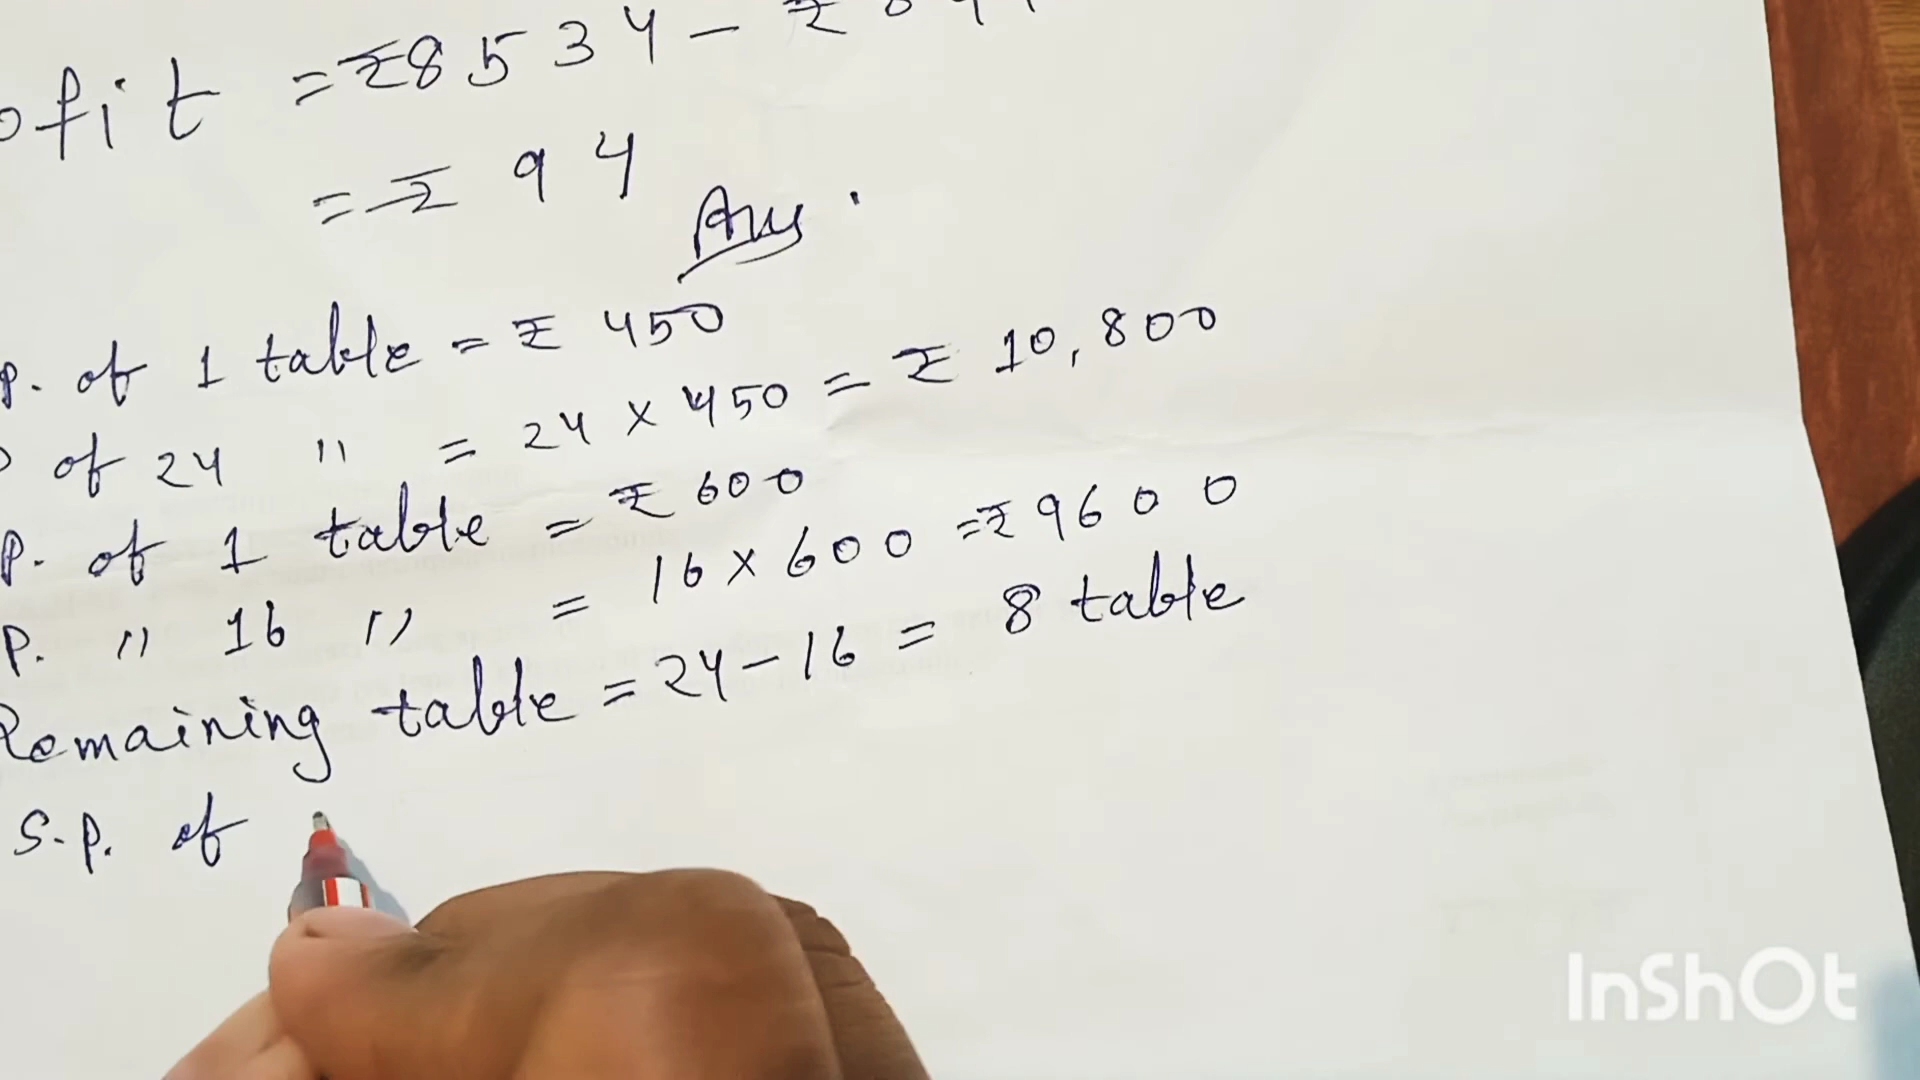 ofit = ₹8534 - ₹
= ₹ 94
Ans.
P. of 1 table = ₹ 450
of 24 " = 24 × 450 = ₹ 10,800
P. of 1 table = ₹ 600
P. " 16 " = 16 × 600 = ₹9600
Remaining table = 24 - 16 = 8 table
S.P. of
InShOt